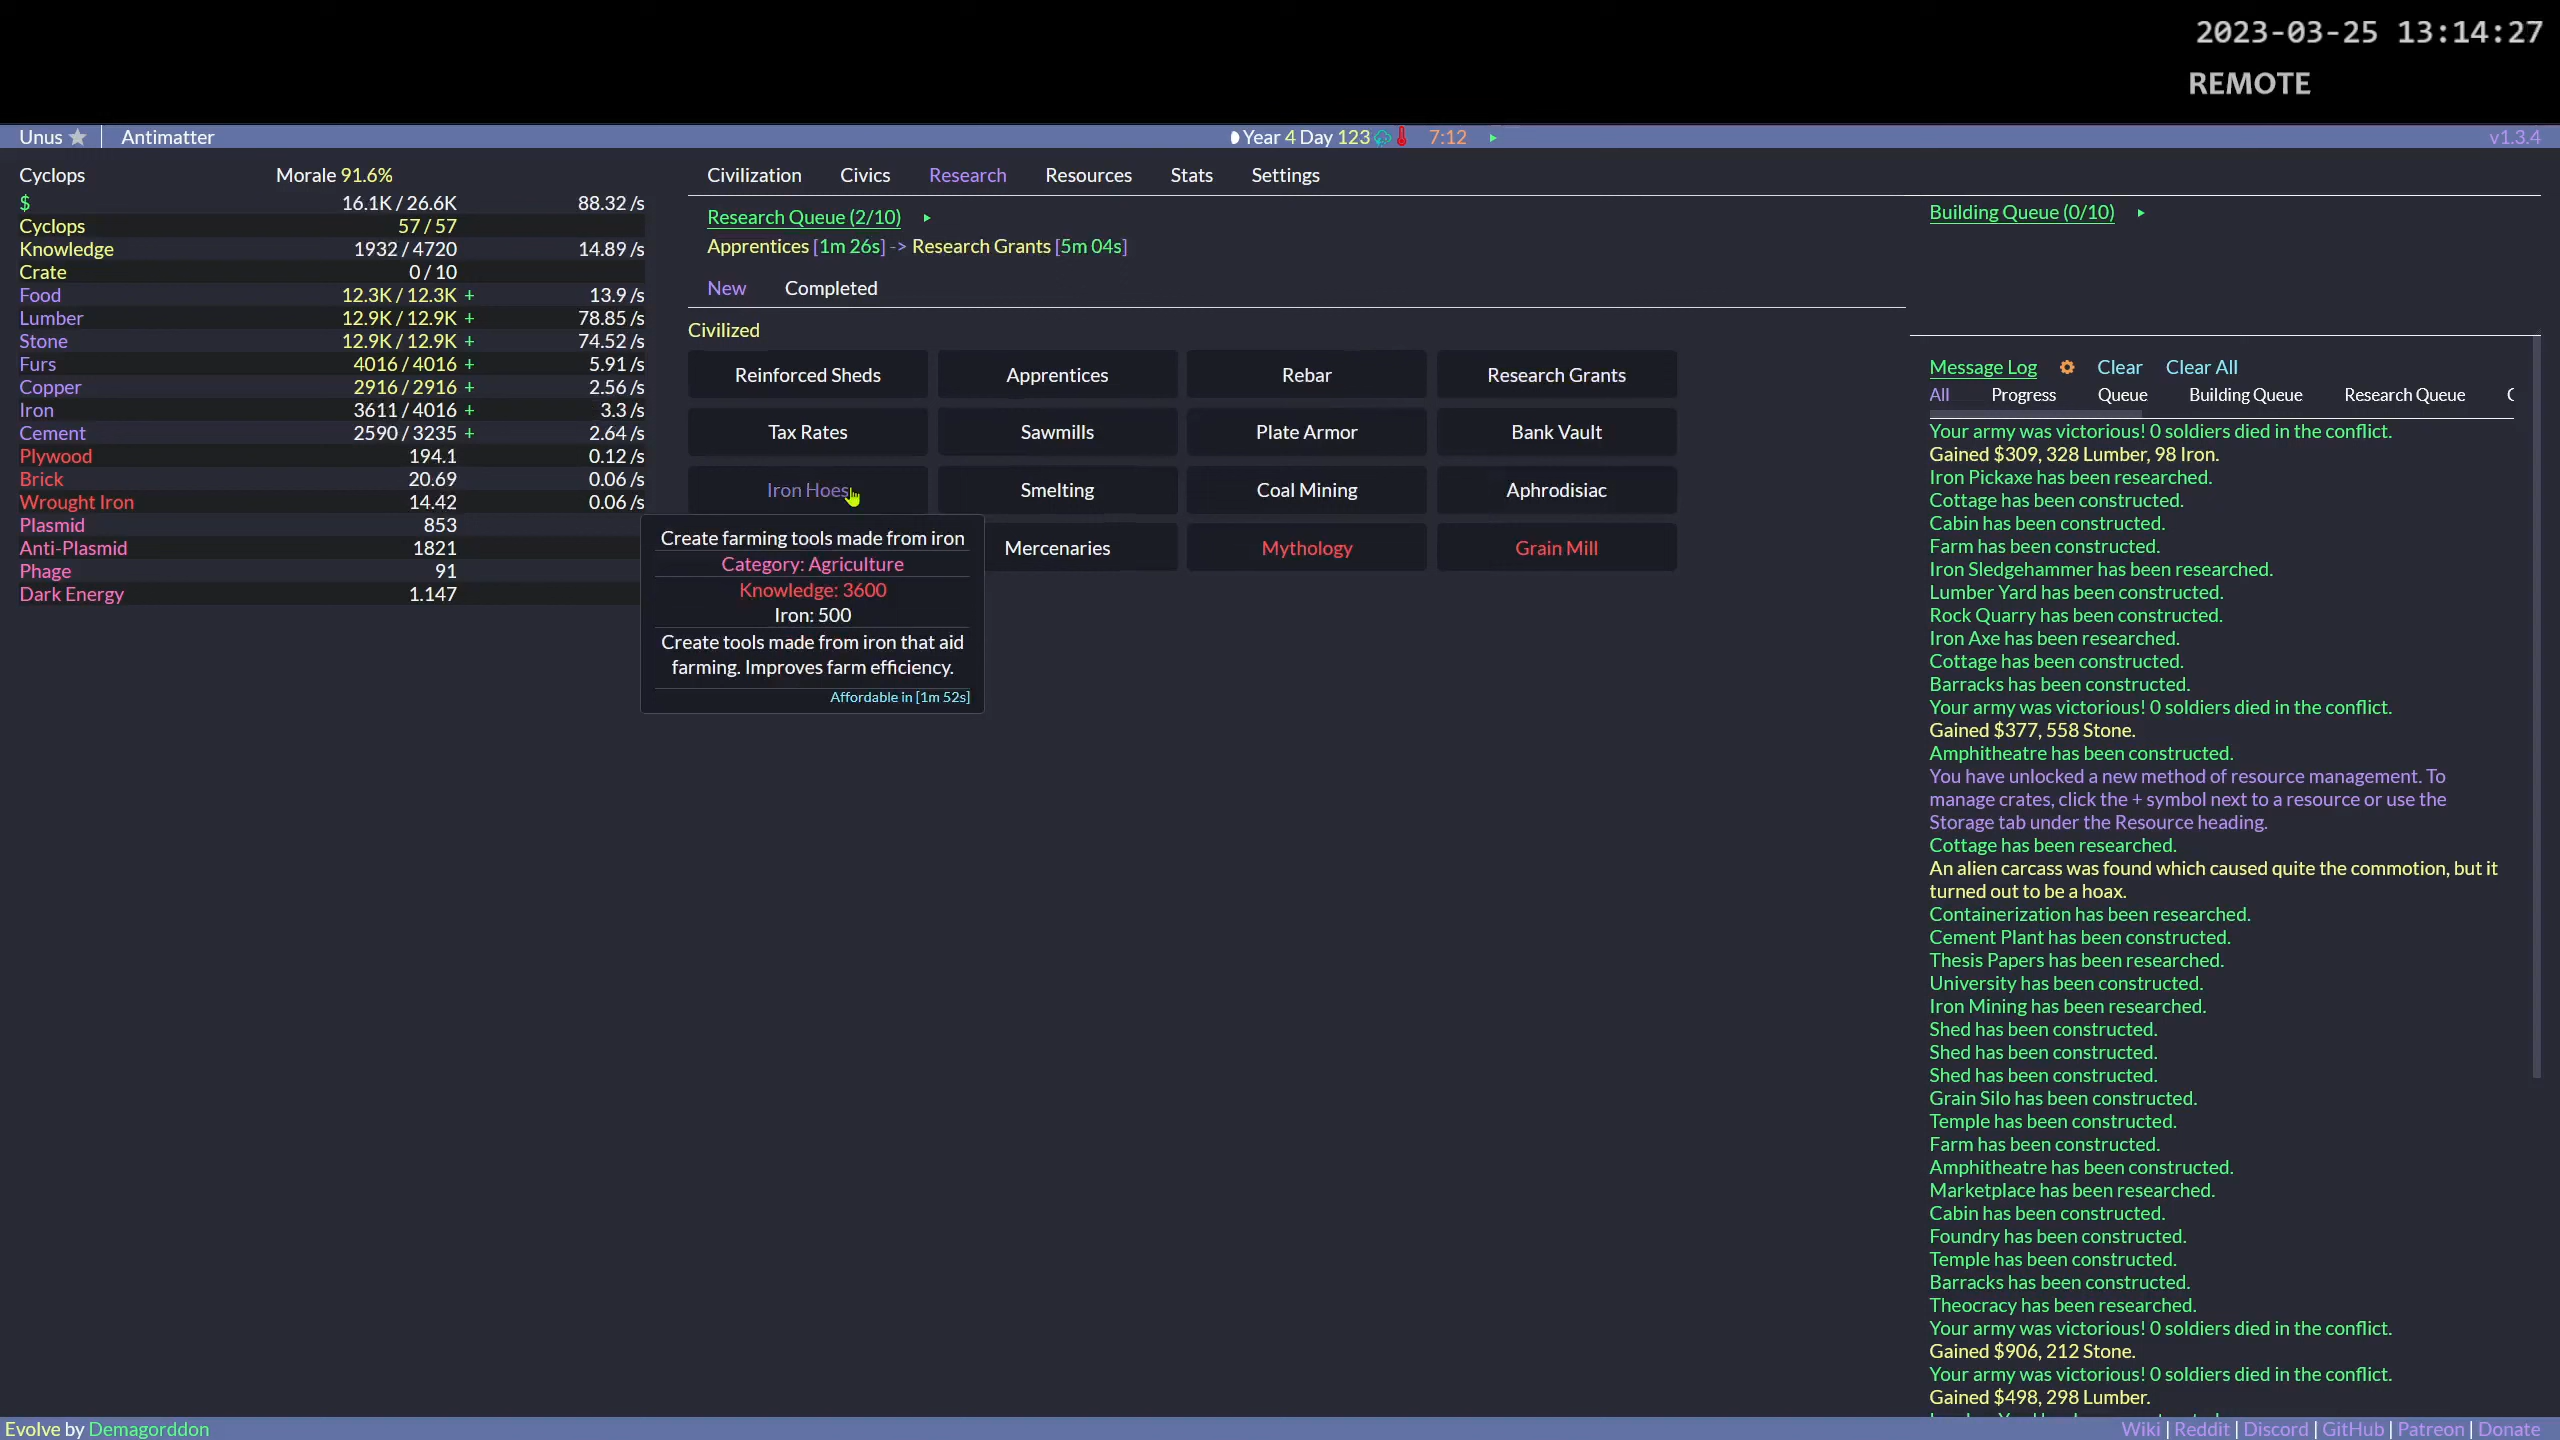 2023-03-25 13:14:27
REMOTE
Unus
Antimatter
Year 4 Day 123
7:12
v1.3.4
Cyclops
Morale 91.6%
$ 16.1K / 26.6K 88.32 /s
Cyclops 57 / 57
Knowledge 1932 / 4720 14.89 /s
Crate 0 / 10
Food 12.3K / 12.3K + 13.9 /s
Lumber 12.9K / 12.9K + 78.85 /s
Stone 12.9K / 12.9K + 74.52 /s
Furs 4016 / 4016 + 5.91 /s
Copper 2916 / 2916 + 2.56 /s
Iron 3611 / 4016 + 3.3 /s
Cement 2590 / 3235 + 2.64 /s
Plywood 194.1 0.12 /s
Brick 20.69 0.06 /s
Wrought Iron 14.42 0.06 /s
Plasmid 853
Anti-Plasmid 1821
Phage 91
Dark Energy 1.147
Civilization Civics Research Resources Stats Settings
Research Queue (2/10)
Apprentices [1m 26s] -> Research Grants [5m 04s]
New Completed
Civilized
Reinforced Sheds Apprentices Rebar Research Grants
Tax Rates Sawmills Plate Armor Bank Vault
Iron Hoes Smelting Coal Mining Aphrodisiac
Mercenaries Mythology Grain Mill
Create farming tools made from iron
Category: Agriculture
Knowledge: 3600
Iron: 500
Create tools made from iron that aid
farming. Improves farm efficiency.
Affordable in [1m 52s]
Building Queue (0/10)
Message Log Clear Clear All
All Progress Queue Building Queue Research Queue
Your army was victorious! 0 soldiers died in the conflict.
Gained $309, 328 Lumber, 98 Iron.
Iron Pickaxe has been researched.
Cottage has been constructed.
Cabin has been constructed.
Farm has been constructed.
Iron Sledgehammer has been researched.
Lumber Yard has been constructed.
Rock Quarry has been constructed.
Iron Axe has been researched.
Cottage has been constructed.
Barracks has been constructed.
Your army was victorious! 0 soldiers died in the conflict.
Gained $377, 558 Stone.
Amphitheatre has been constructed.
You have unlocked a new method of resource management. To
manage crates, click the + symbol next to a resource or use the
Storage tab under the Resource heading.
Cottage has been researched.
An alien carcass was found which caused quite the commotion, but it
turned out to be a hoax.
Containerization has been researched.
Cement Plant has been constructed.
Thesis Papers has been researched.
University has been constructed.
Iron Mining has been researched.
Shed has been constructed.
Shed has been constructed.
Shed has been constructed.
Grain Silo has been constructed.
Temple has been constructed.
Farm has been constructed.
Amphitheatre has been constructed.
Marketplace has been researched.
Cabin has been constructed.
Foundry has been constructed.
Temple has been constructed.
Barracks has been constructed.
Theocracy has been researched.
Your army was victorious! 0 soldiers died in the conflict.
Gained $906, 212 Stone.
Your army was victorious! 0 soldiers died in the conflict.
Gained $498, 298 Lumber.
Evolve by Demagorddon
Wiki | Reddit | Discord | GitHub | Patreon | Donate